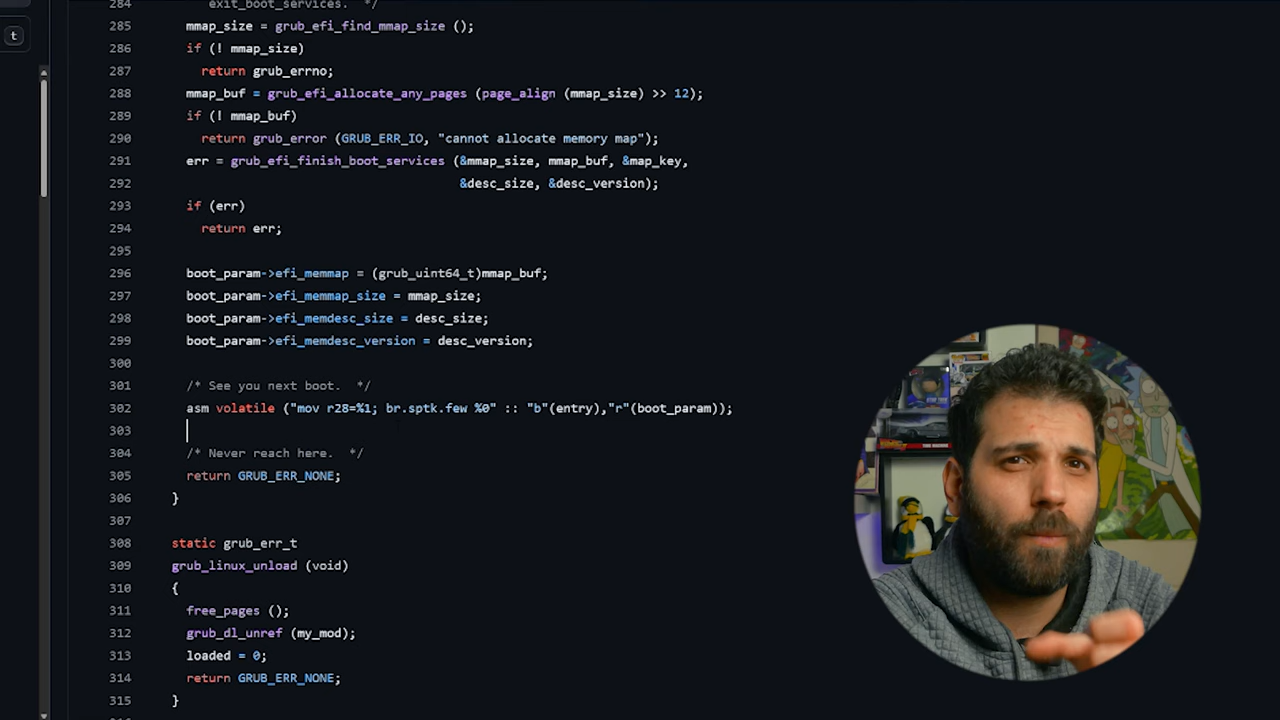 284 exit_boot_services. */
t
285 mmap_size = grub_efi_find_mmap_size ();
286 if (! mmap_size)
287 return grub_errno;
288 mmap_buf = grub_efi_allocate_any_pages (page_align (mmap_size) >> 12);
289 if (! mmap_buf)
290 return grub_error (GRUB_ERR_IO, "cannot allocate memory map");
291 err = grub_efi_finish_boot_services (&mmap_size, mmap_buf, &map_key,
292 &desc_size, &desc_version);
293 if (err)
294 return err;
295
296 boot_param->efi_memmap = (grub_uint64_t)mmap_buf;
297 boot_param->efi_memmap_size = mmap_size;
298 boot_param->efi_memdesc_size = desc_size;
299 boot_param->efi_memdesc_version = desc_version;
300
301 /* See you next boot. */
302 asm volatile ("mov r28=%1; br.sptk.few %0" :: "b"(entry),"r"(boot_param));
303
304 /* Never reach here. */
305 return GRUB_ERR_NONE;
306 }
307
308 static grub_err_t
309 grub_linux_unload (void)
310 {
311 free_pages ();
312 grub_dl_unref (my_mod);
313 loaded = 0;
314 return GRUB_ERR_NONE;
315 }